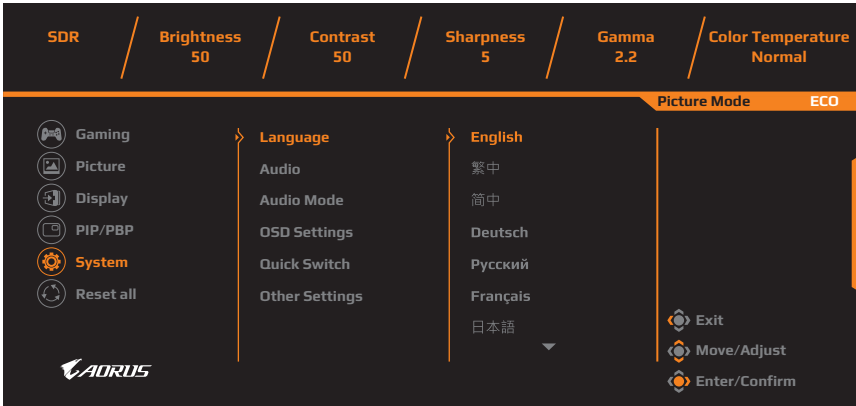 SDR
Brightness
50
Contrast
50
Sharpness
5
Gamma
2.2
Color Temperature
Normal
Picture Mode ECO
Gaming
Picture
Display
PIP/PBP
System
Reset all
Language
Audio
Audio Mode
OSD Settings
Quick Switch
Other Settings
English
繁中
简中
Deutsch
Русский
Français
日本語
Exit
Move/Adjust
Enter/Confirm
AORUS